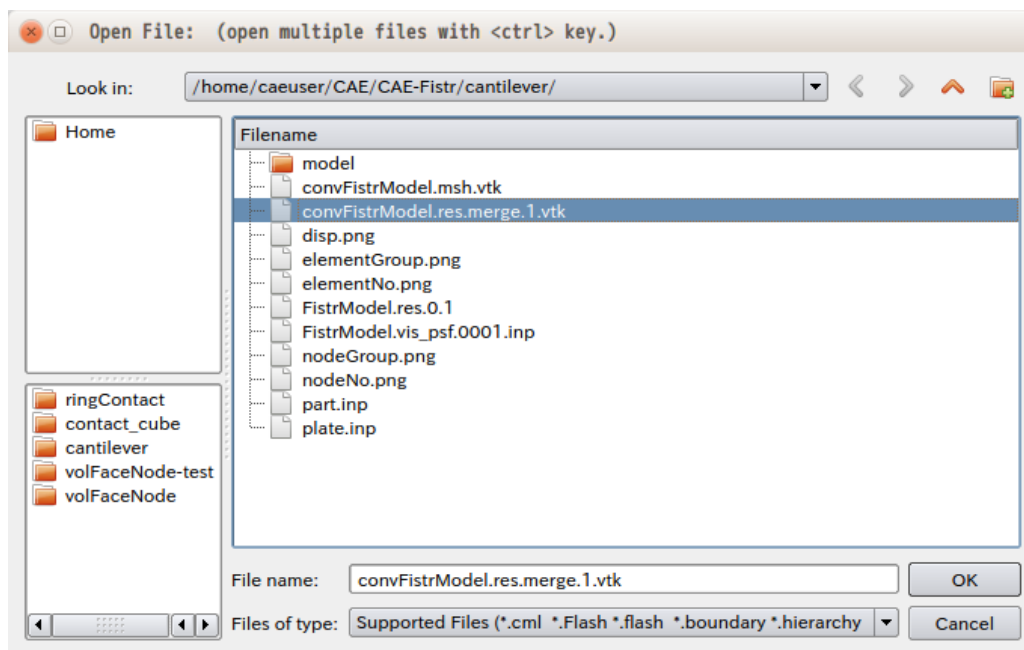 Open File:  (open multiple files with <ctrl> key.)
Look in: /home/caeuser/CAE/CAE-Fistr/cantilever/
Home
ringContact
contact_cube
cantilever
volFaceNode-test
volFaceNode
Filename
model
convFistrModel.msh.vtk
convFistrModel.res.merge.1.vtk
disp.png
elementGroup.png
elementNo.png
FistrModel.res.0.1
FistrModel.vis_psf.0001.inp
nodeGroup.png
nodeNo.png
part.inp
plate.inp
File name: convFistrModel.res.merge.1.vtk OK
Files of type: Supported Files (*.cml *.Flash *.flash *.boundary *.hierarchy Cancel